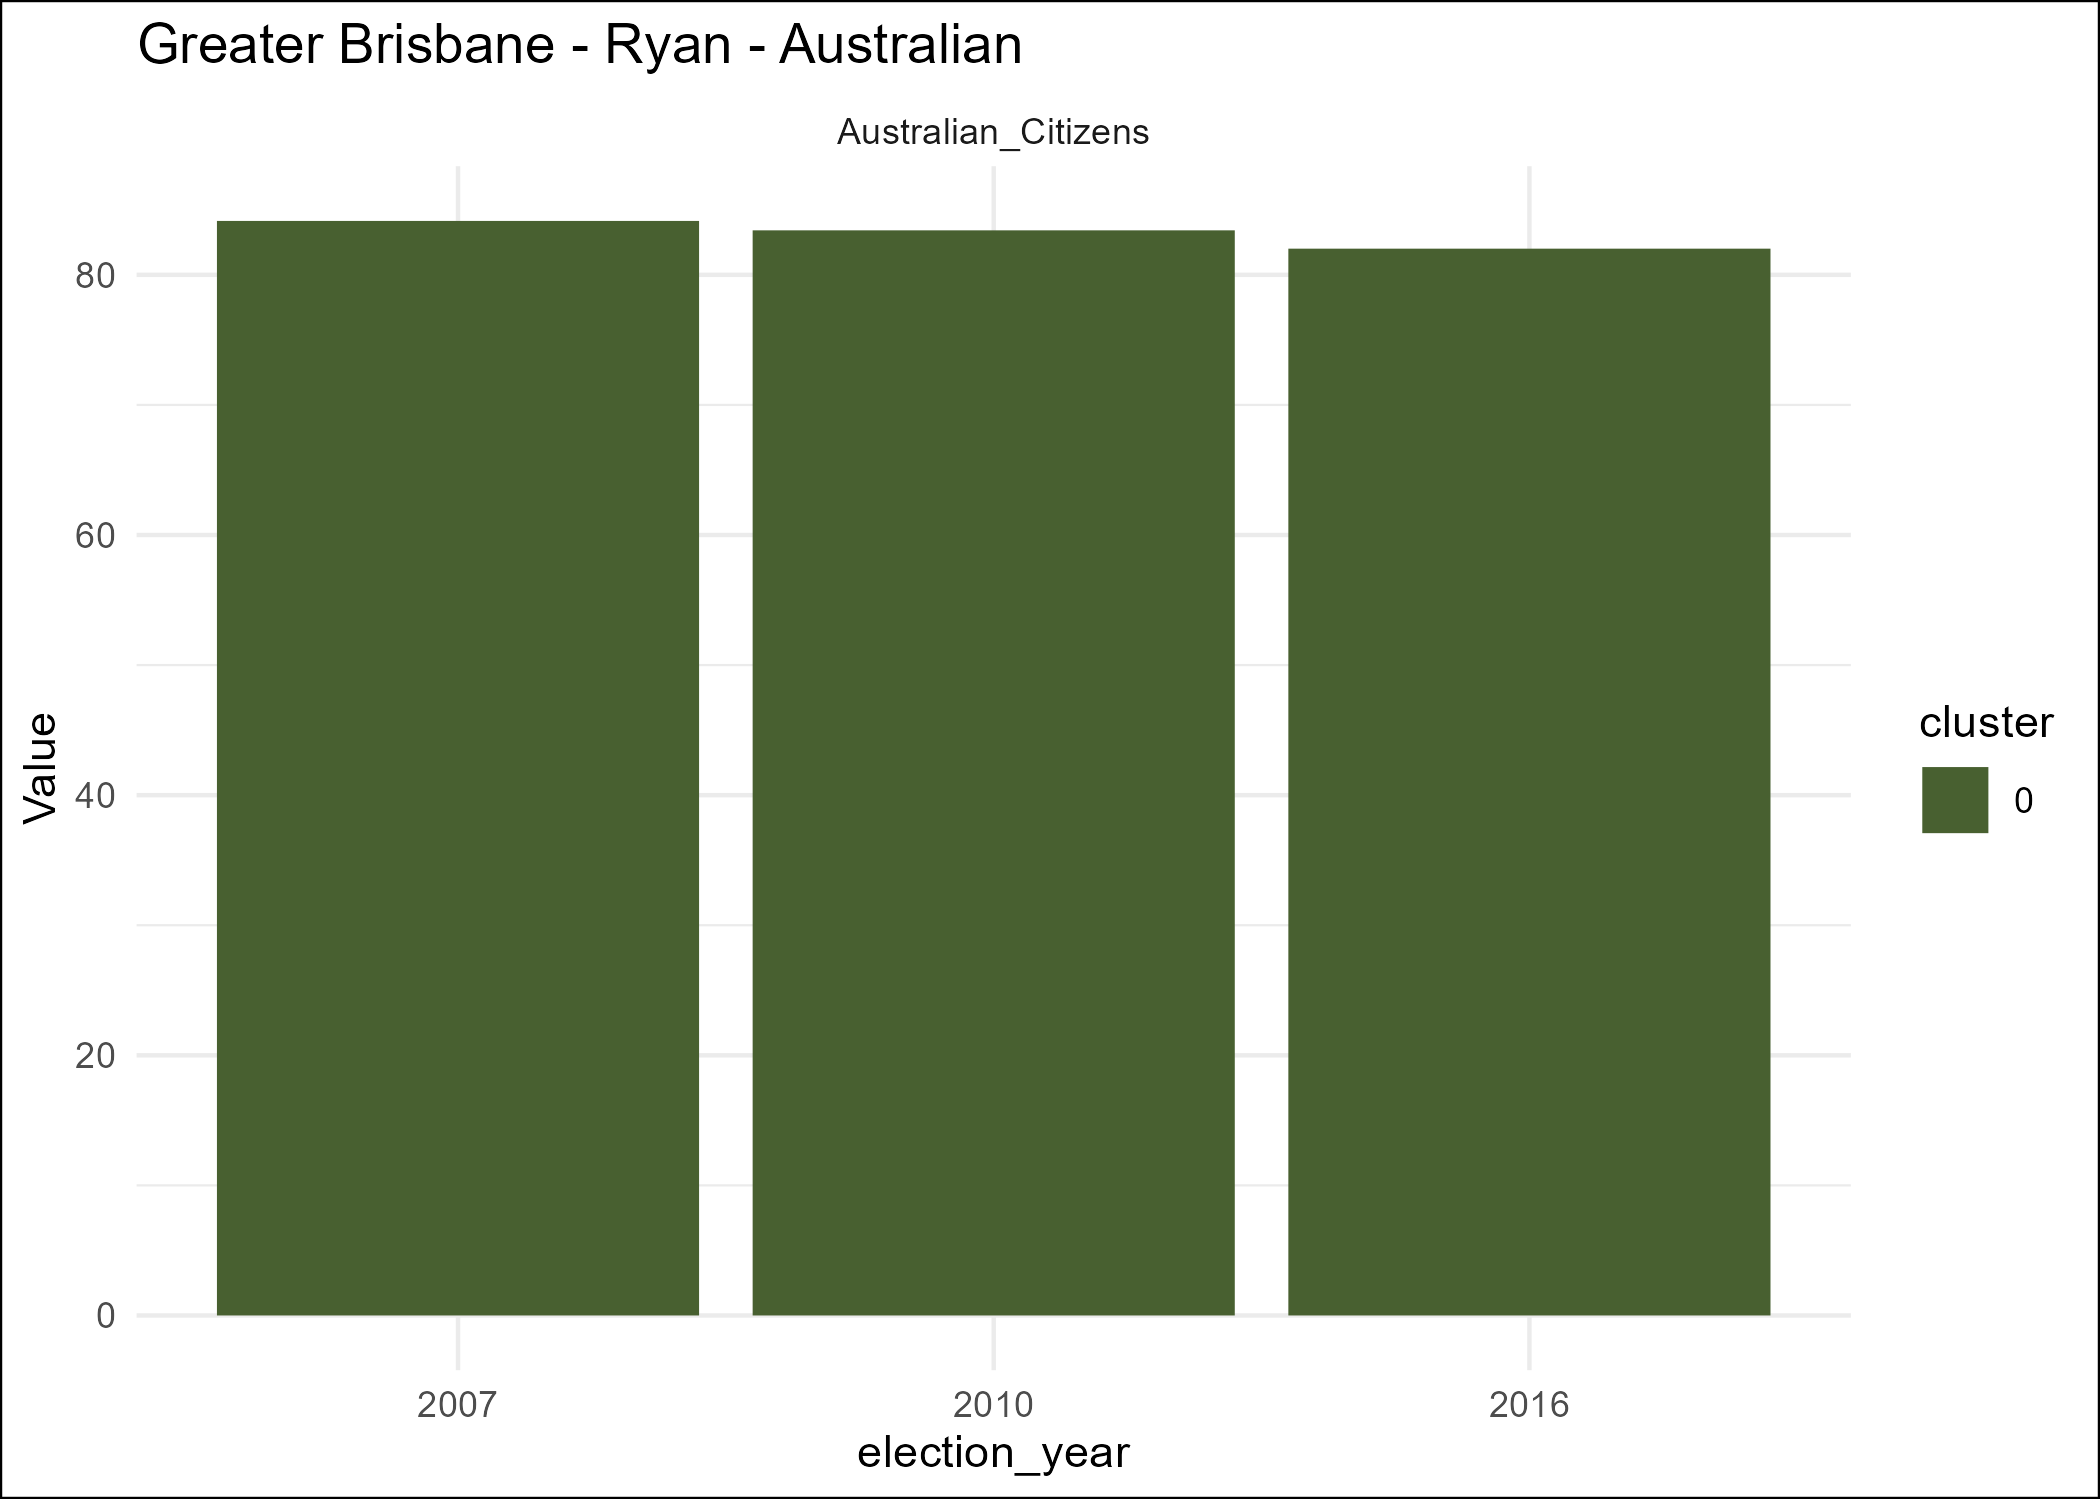 Greater Brisbane - Ryan - Australian
Australian_Citizens
80
60
40
20
0
Value
2007 2010 2016
election_year
cluster
0